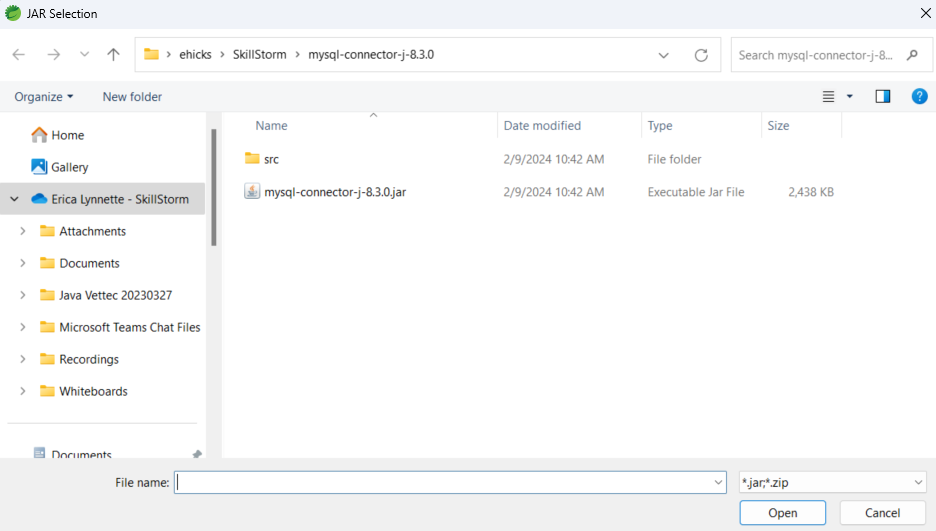 JAR Selection
ehicks > SkillStorm > mysql-connector-j-8.3.0
Search mysql-connector-j-8...
Organize New folder
?
Name Date modified Type Size
Home
Gallery
Erica Lynnette - SkillStorm
Attachments
Documents
Java Vettec 20230327
Microsoft Teams Chat Files
Recordings
Whiteboards
Documents
src 2/9/2024 10:42 AM File folder
mysql-connector-j-8.3.0.jar 2/9/2024 10:42 AM Executable Jar File 2,438 KB
File name: *.jar;*.zip
Open Cancel